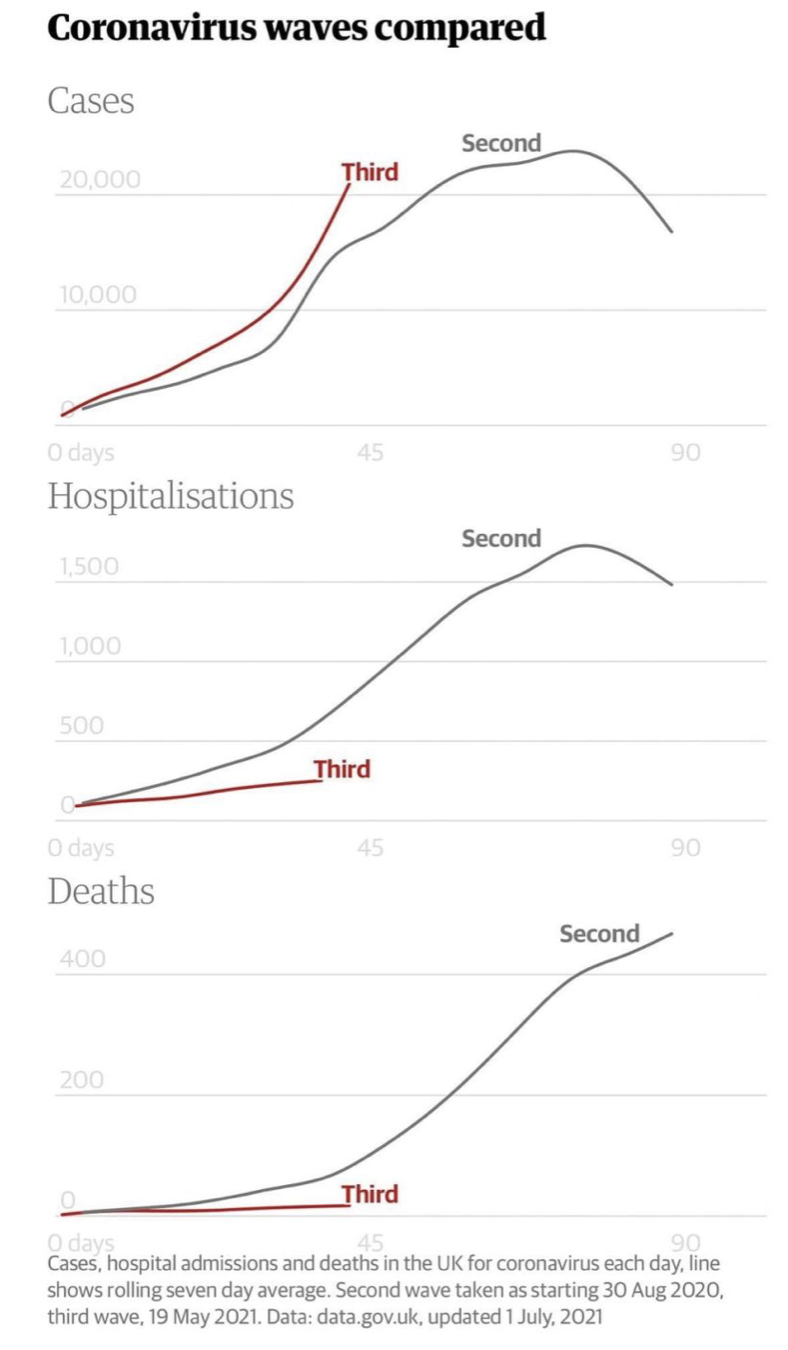 Coronavirus waves compared
Cases
Second
Third
20,000
10,000
0
0 days 45 90
Hospitalisations
Second
1,500
1,000
500
Third
0
0 days 45 90
Deaths
Second
400
200
Third
0
0 days 45 90
Cases, hospital admissions and deaths in the UK for coronavirus each day, line
shows rolling seven day average. Second wave taken as starting 30 Aug 2020,
third wave, 19 May 2021. Data: data.gov.uk, updated 1 July, 2021